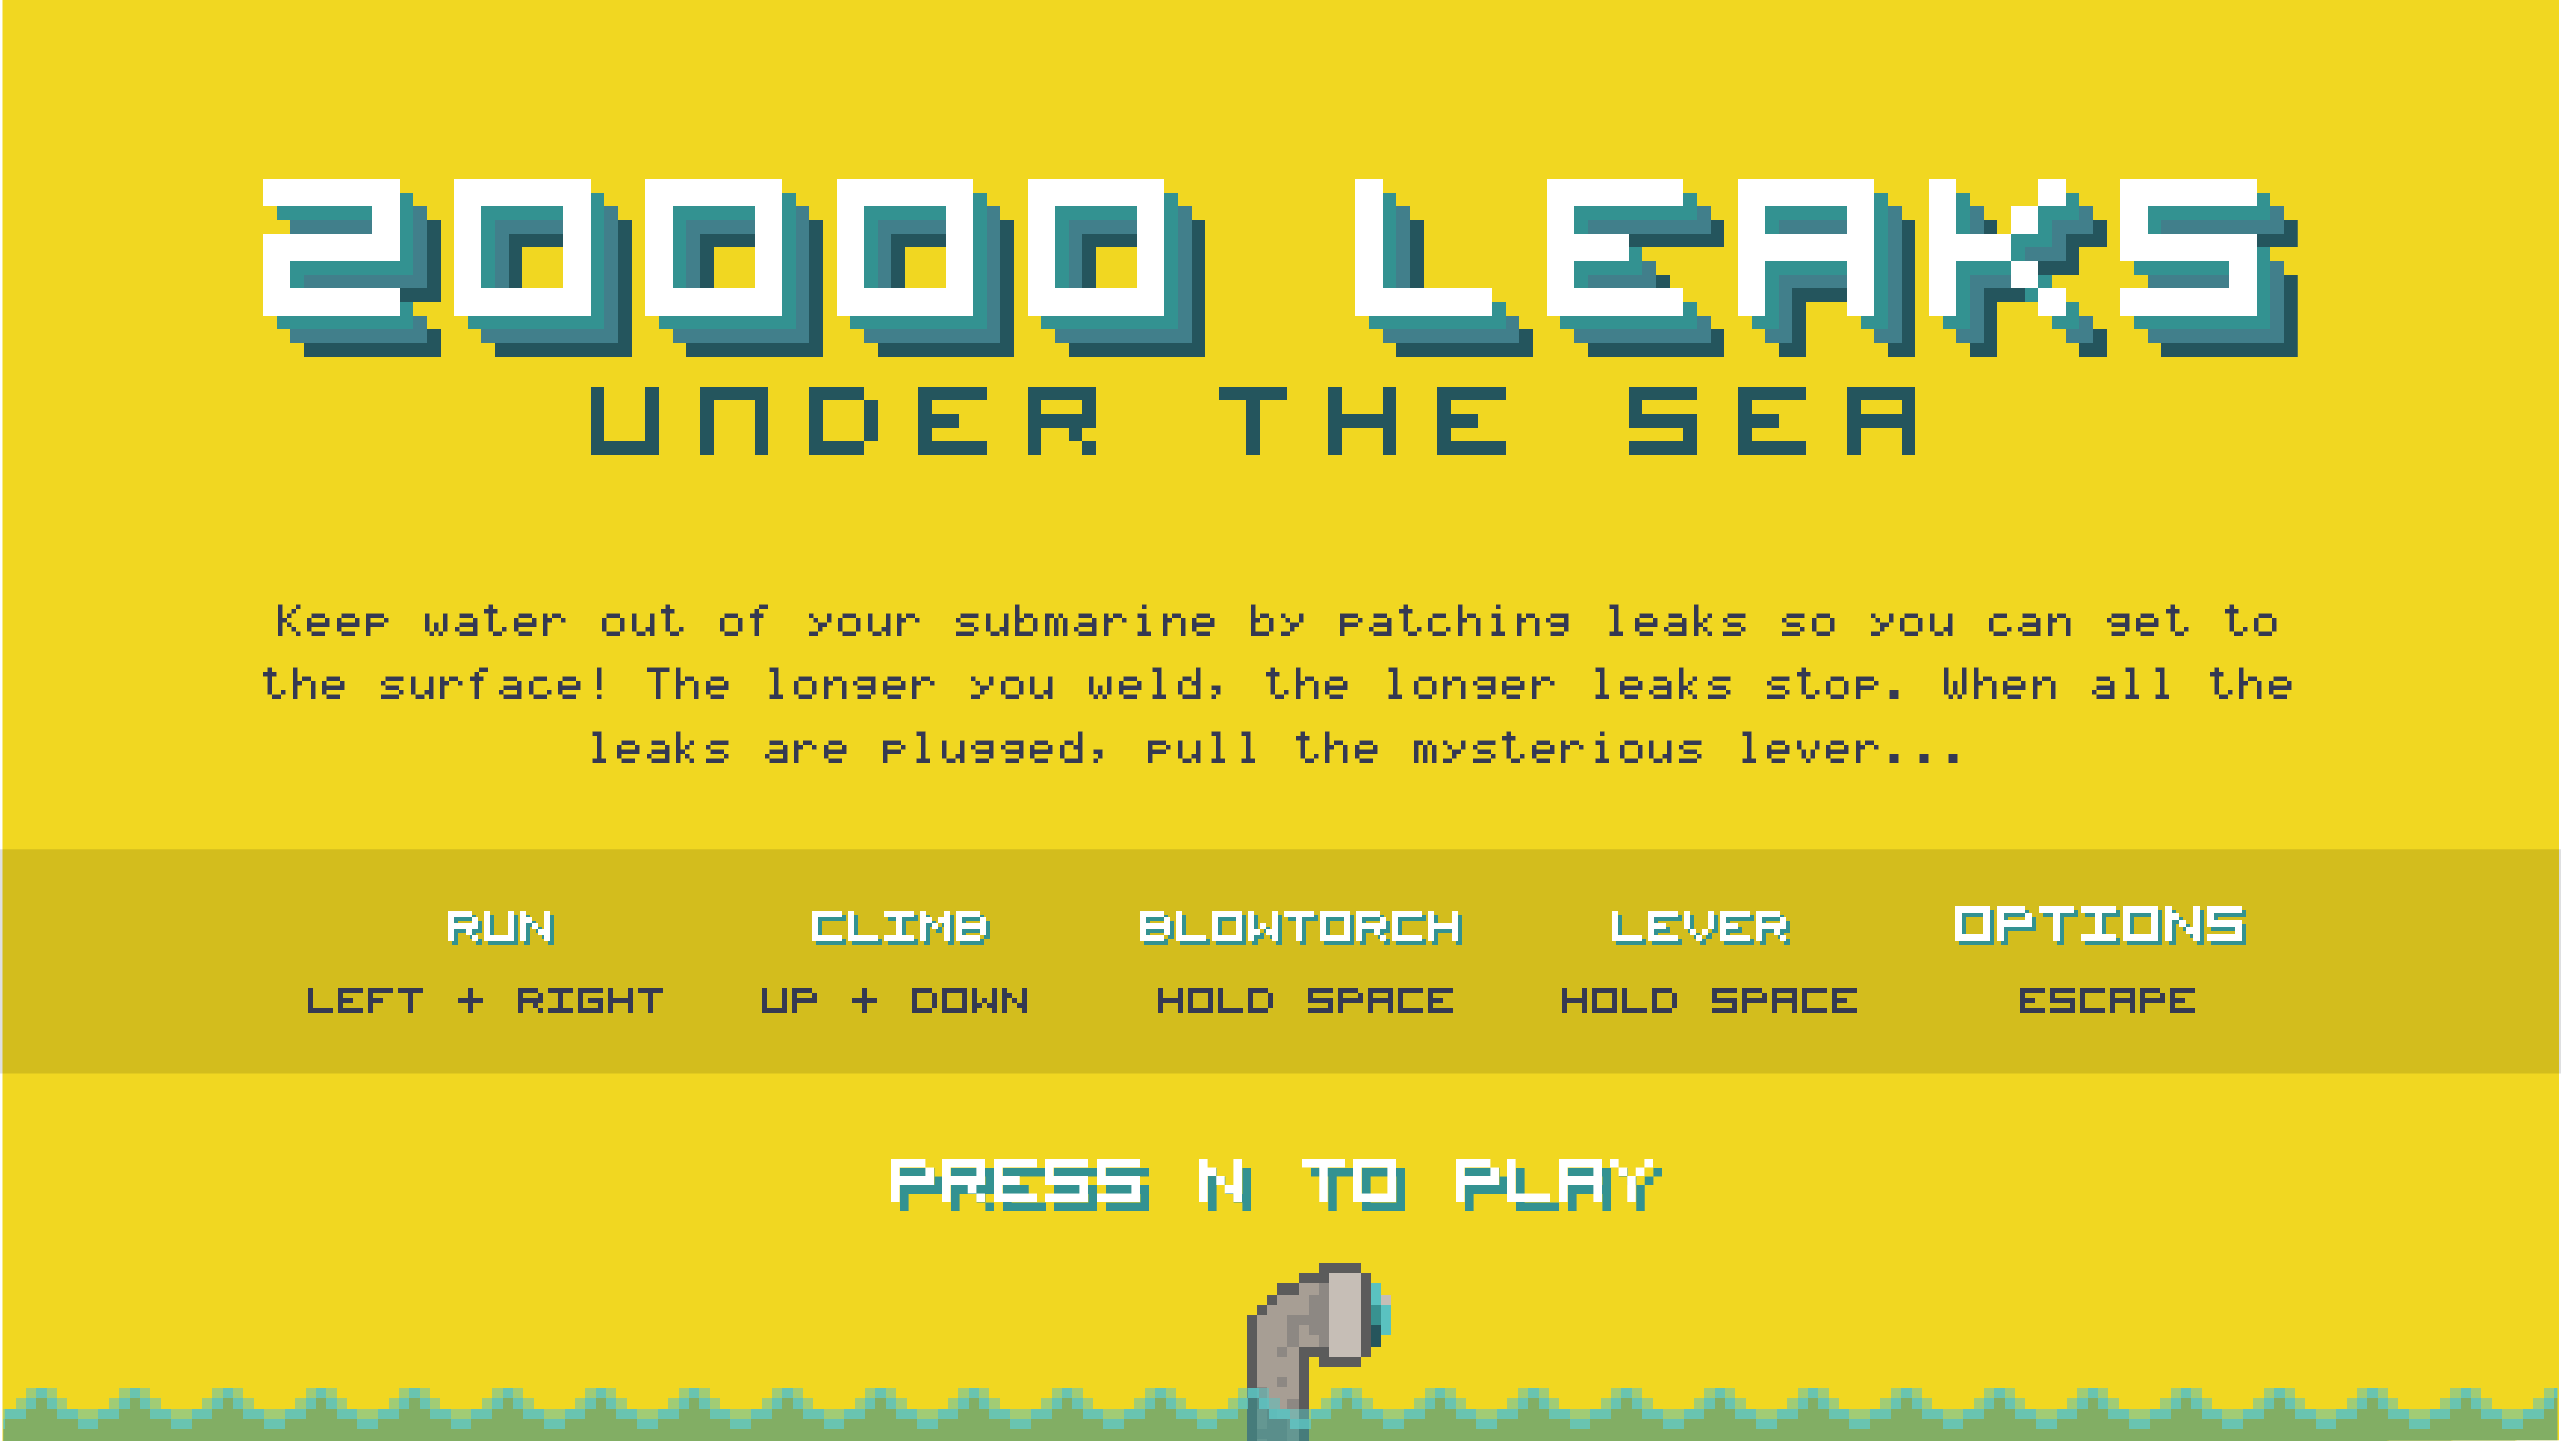 20000 LEAKS
UNDER THE SEA
Keep water out of your submarine by patching leaks so you can get to
the surface! The longer you weld, the longer leaks stop. When all the
leaks are plugged, pull the mysterious lever...
RUN CLIMB BLOWTORCH LEVER OPTIONS
LEFT + RIGHT UP + DOWN HOLD SPACE HOLD SPACE ESCAPE
PRESS N TO PLAY